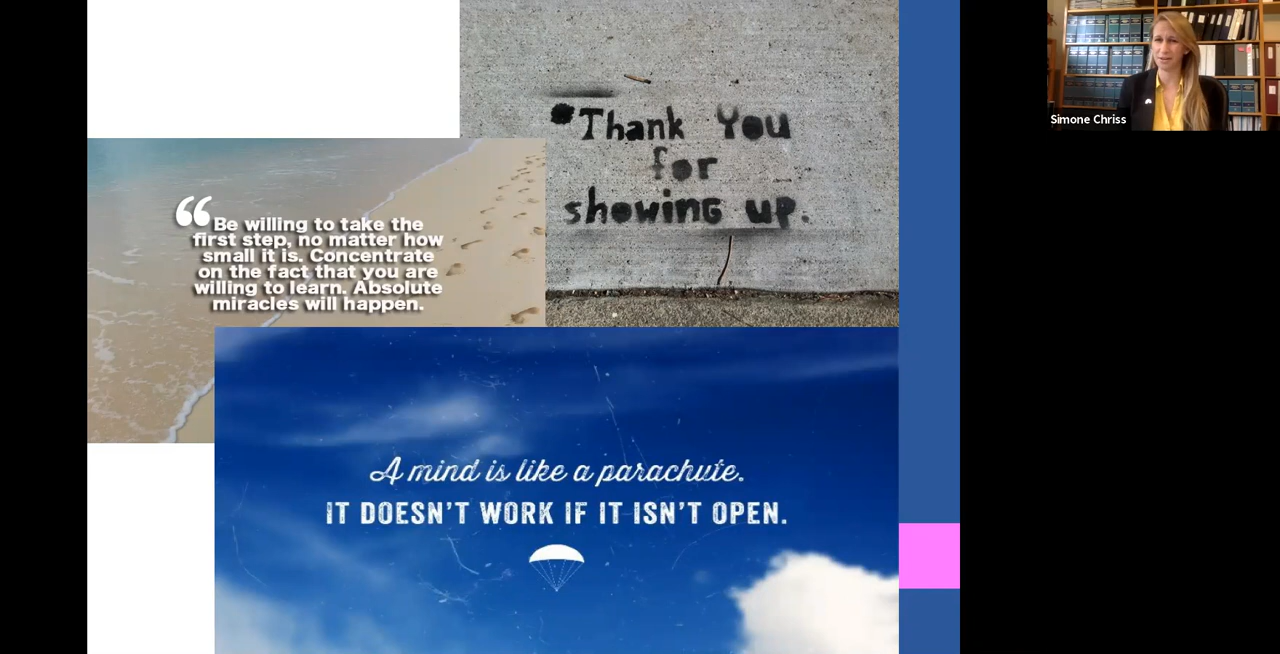 Thank You
for
showing up.
“Be willing to take the
first step, no matter how
small it is. Concentrate
on the fact that you are
willing to learn. Absolute
miracles will happen.
A mind is like a parachute.
IT DOESN'T WORK IF IT ISN'T OPEN.
Simone Chriss